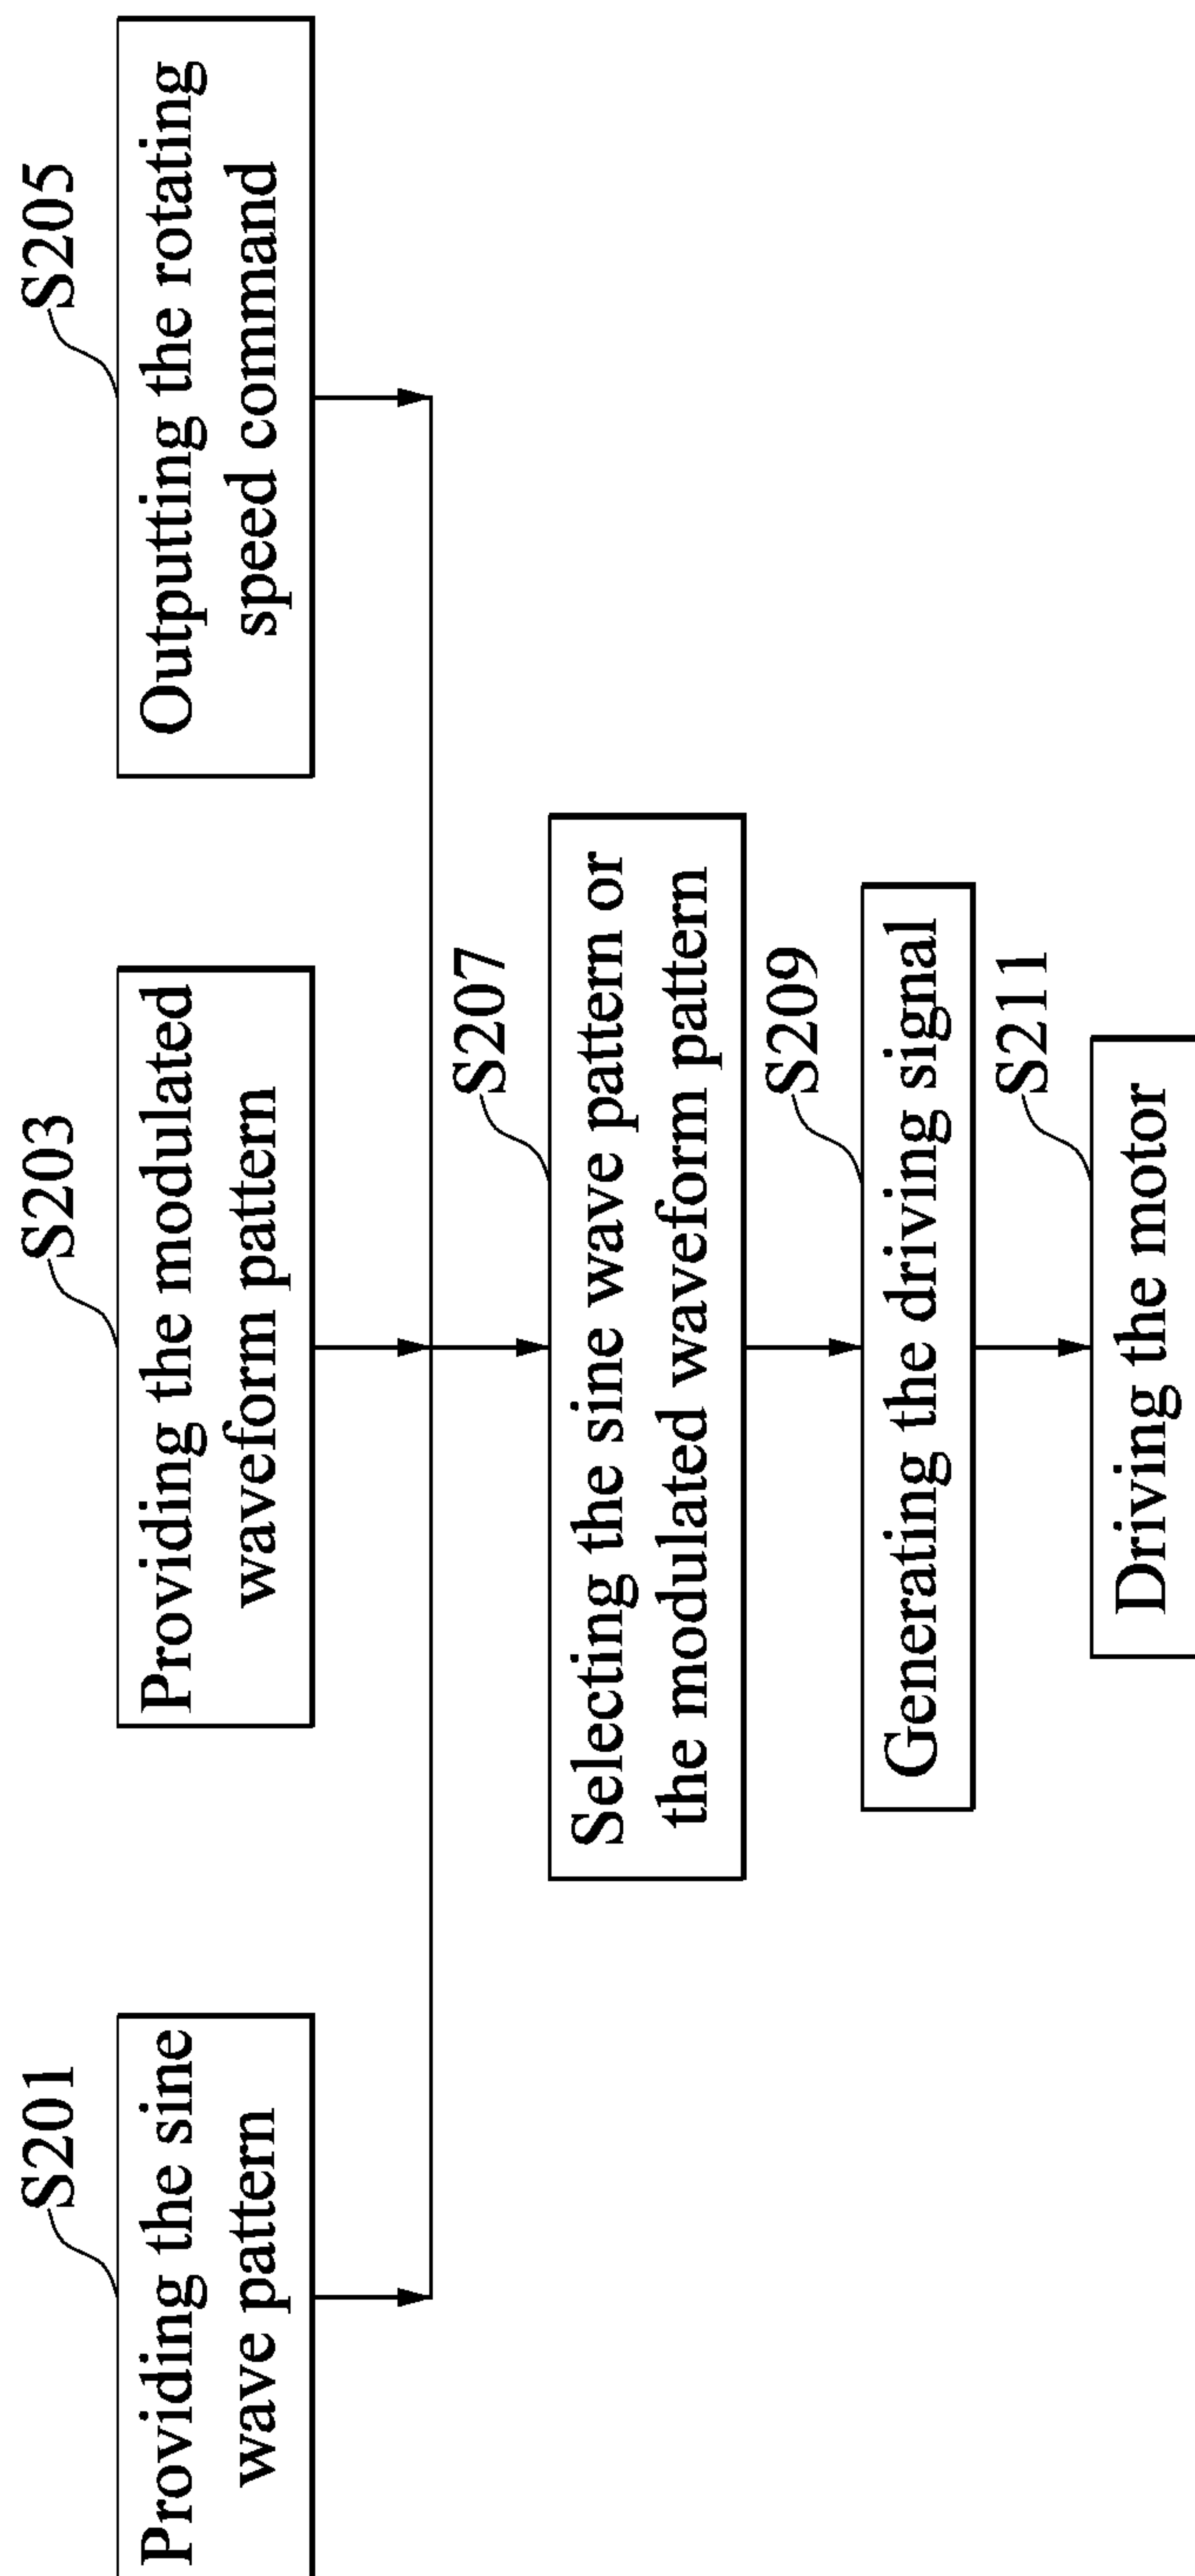 S201
Providing the sine
wave pattern
S203
Providing the modulated
waveform pattern
S205
Outputting the rotating
speed command
S207
Selecting the sine wave pattern or
the modulated waveform pattern
S209
Generating the driving signal
S211
Driving the motor